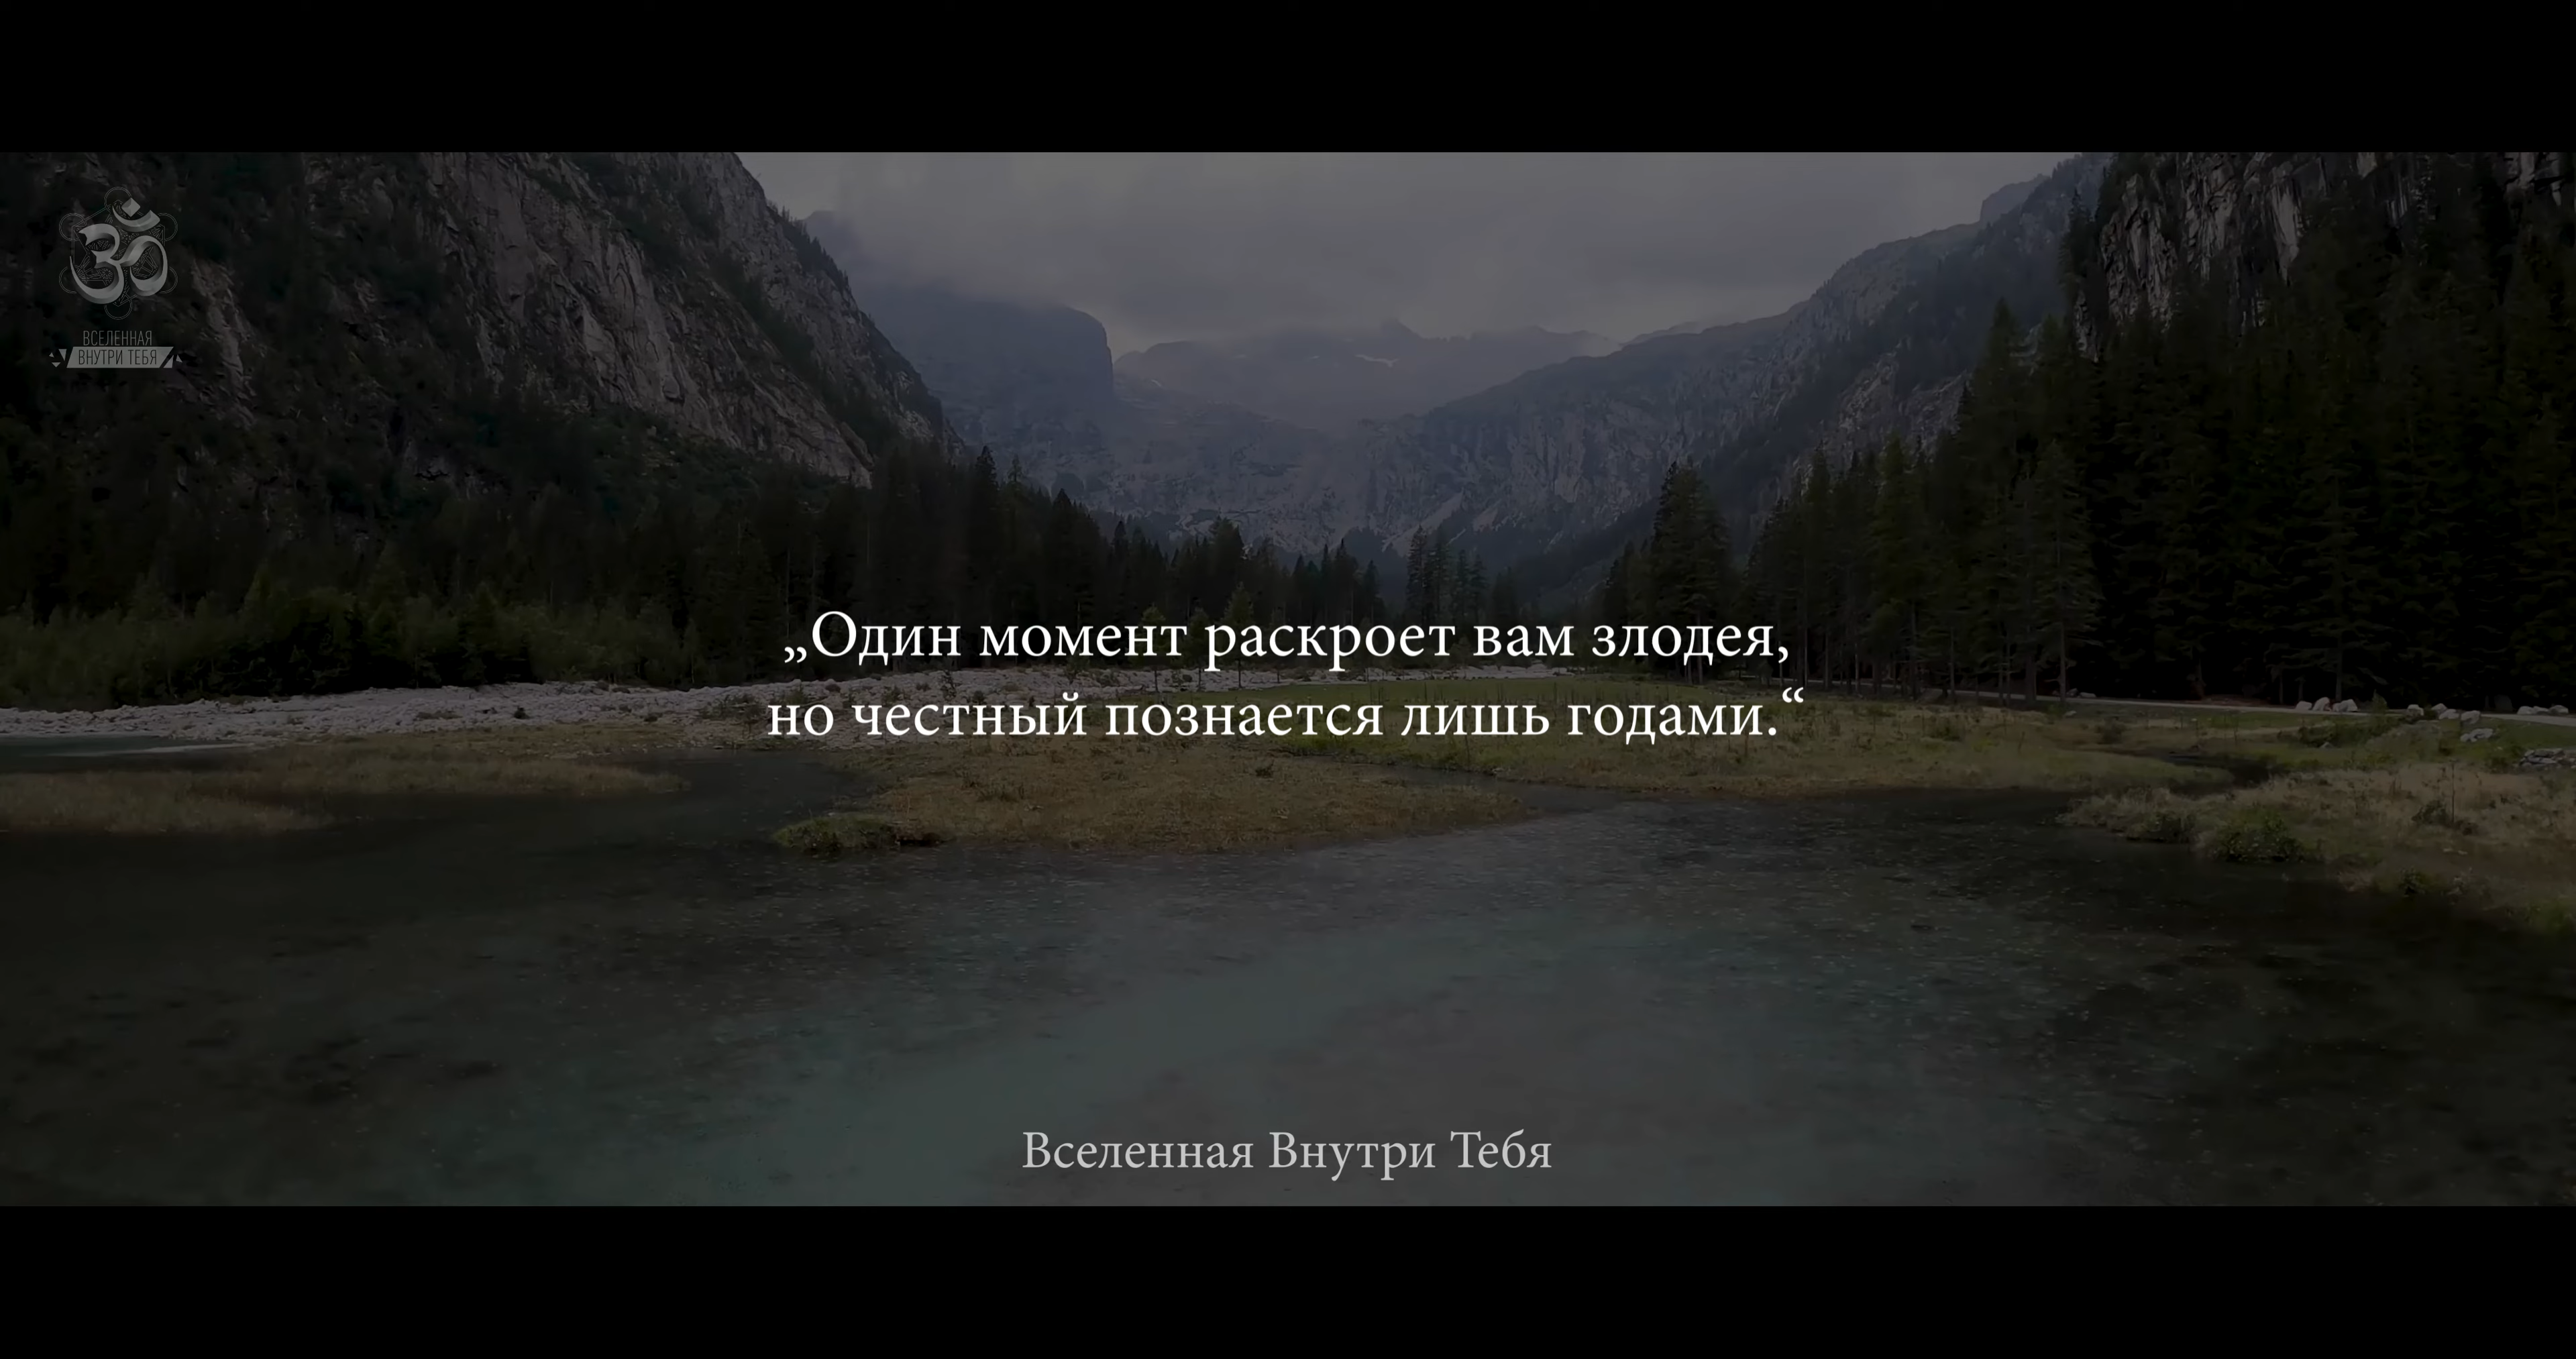 ВСЕЛЕННАЯ
ВНУТРИ ТЕБЯ
„Один момент раскроет вам злодея,
но честный познается лишь годами.“
Вселенная Внутри Тебя